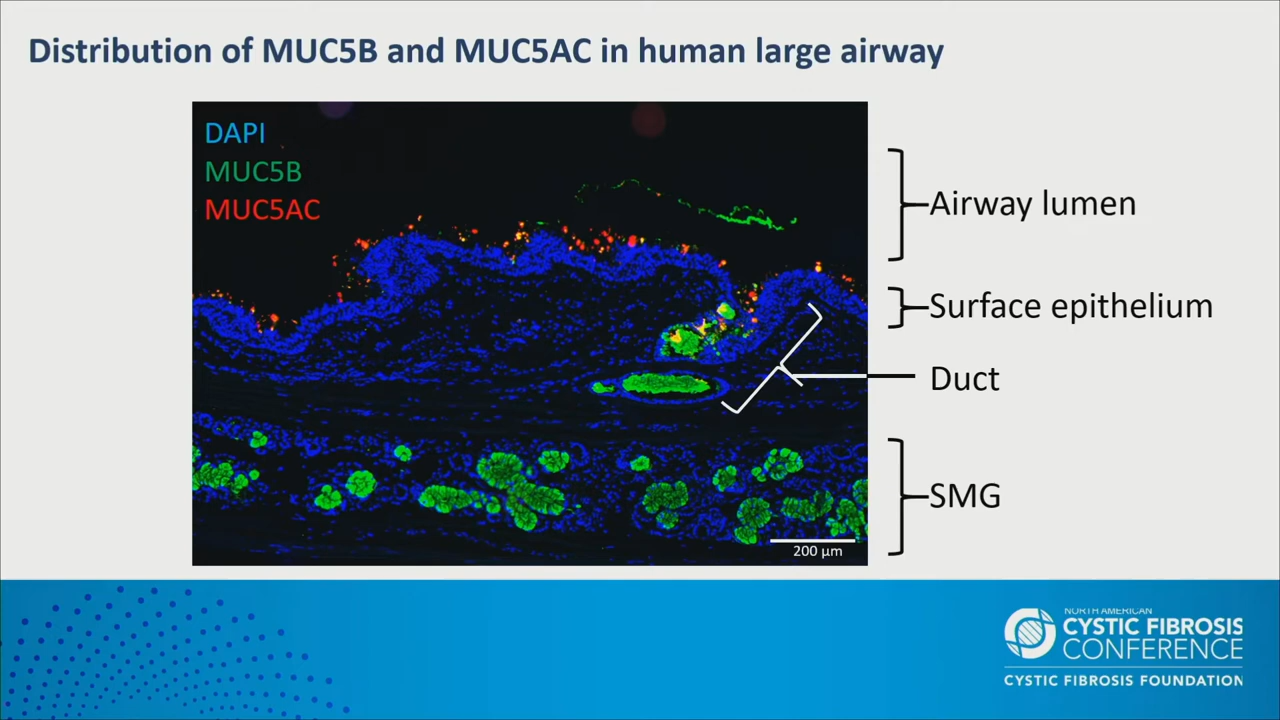 Distribution of MUC5B and MUC5AC in human large airway
DAPI
MUC5B
MUC5AC
Airway lumen
Surface epithelium
Duct
SMG
200 µm
NORTH AMERICAN
CYSTIC FIBROSIS
CONFERENCE
CYSTIC FIBROSIS FOUNDATION